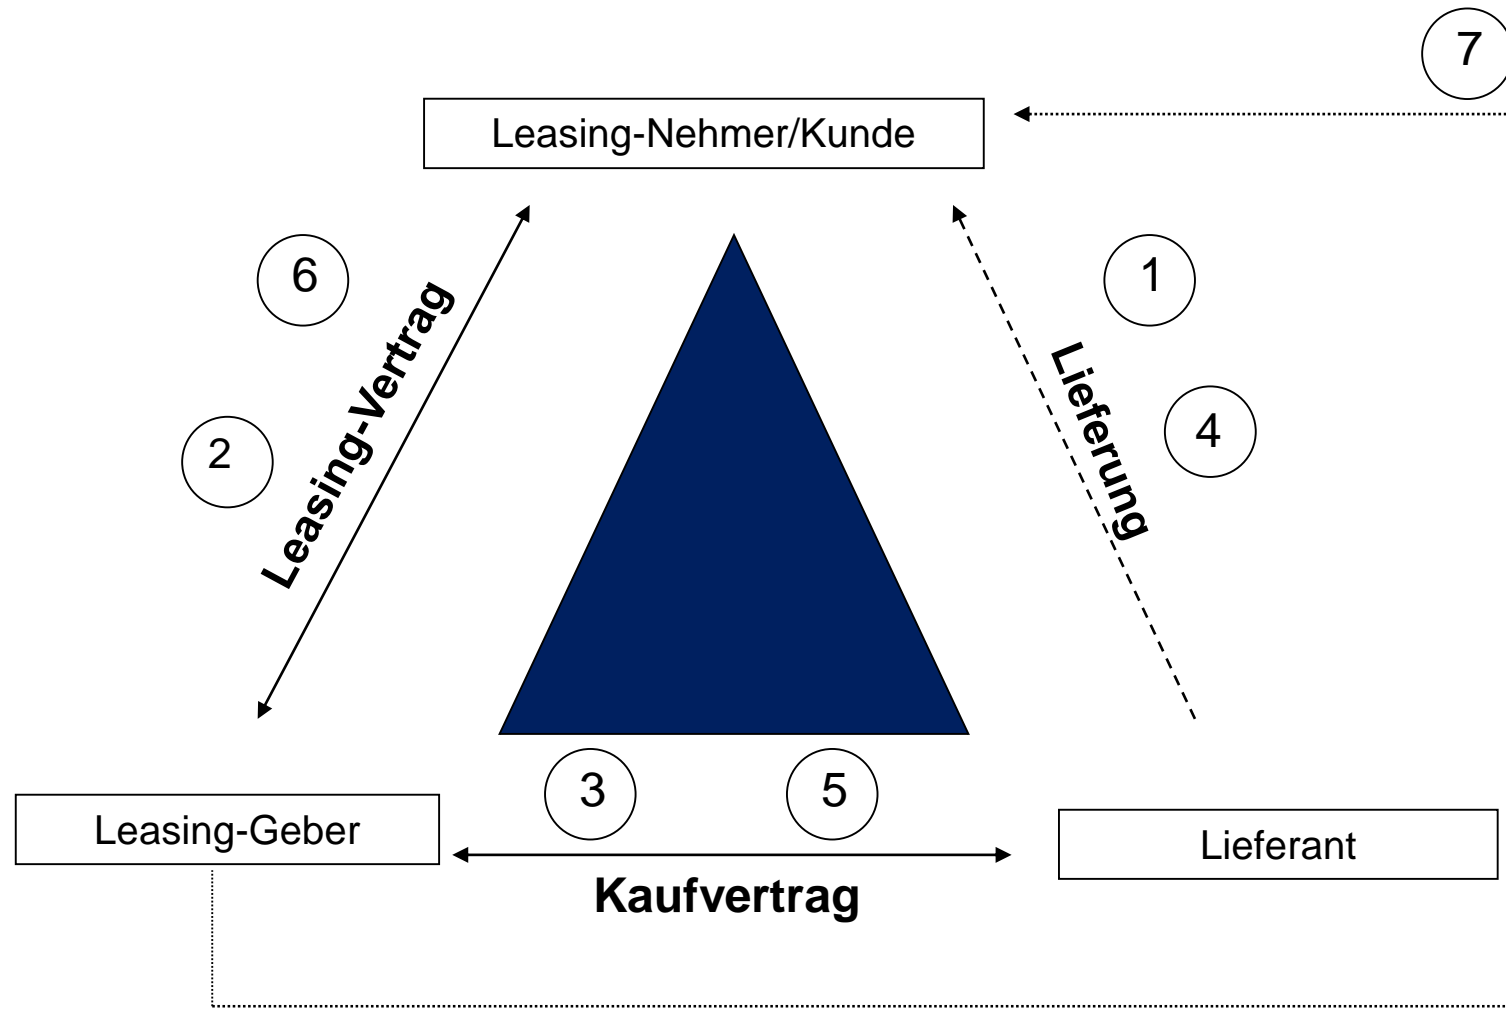 7
Leasing-Nehmer/Kunde
6
1
Leasing-Vertrag
Lieferung
2
4
3
5
Leasing-Geber
Lieferant
Kaufvertrag